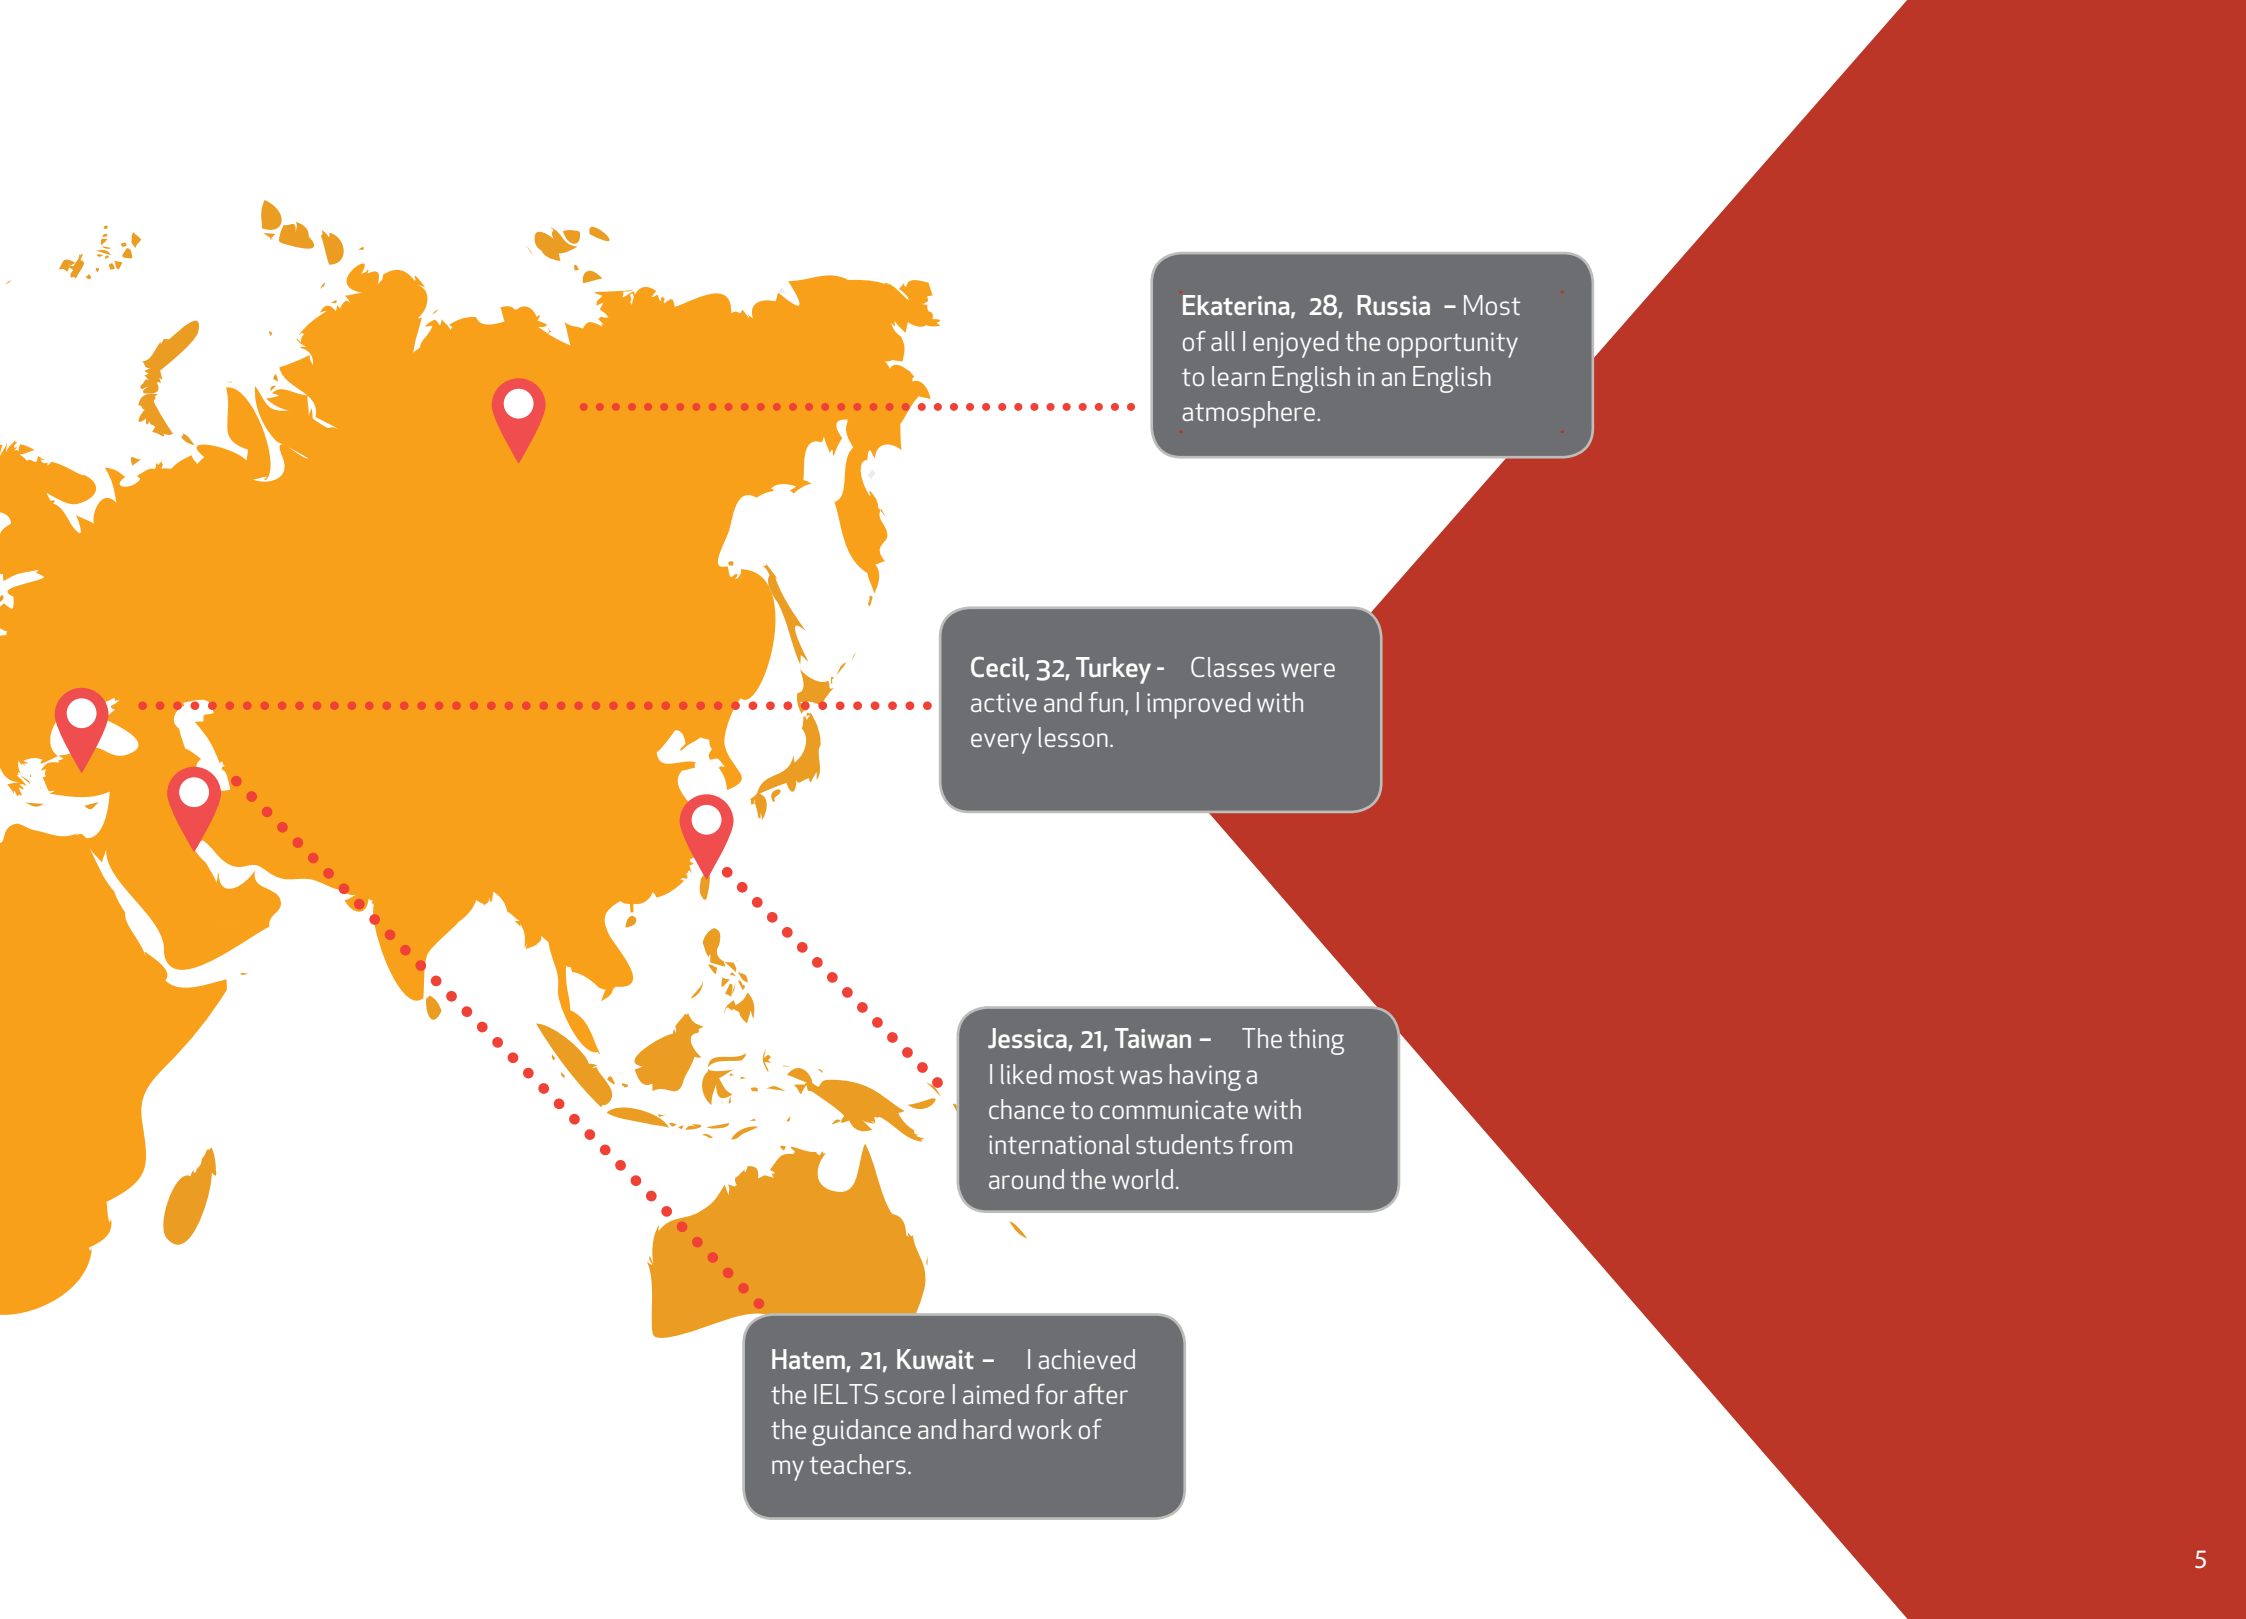 Ekaterina, 28, Russia – Most
of all I enjoyed the opportunity
to learn English in an English
atmosphere.
Cecil, 32, Turkey - Classes were
active and fun, I improved with
every lesson.
Jessica, 21, Taiwan – The thing
I liked most was having a
chance to communicate with
international students from
around the world.
Hatem, 21, Kuwait – I achieved
the IELTS score I aimed for after
the guidance and hard work of
my teachers.
5